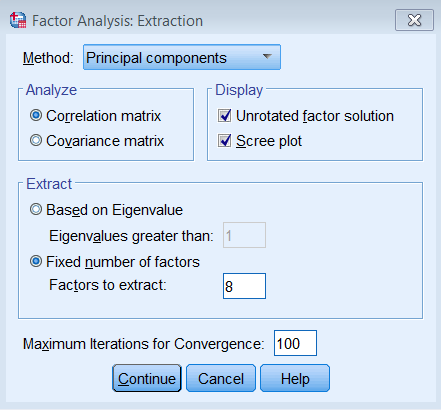 Factor Analysis: Extraction
Method: Principal components
Analyze
Correlation matrix
Covariance matrix
Display
Unrotated factor solution
Scree plot
Extract
Based on Eigenvalue
Eigenvalues greater than: 1
Fixed number of factors
Factors to extract: 8
Maximum Iterations for Convergence: 100
Continue Cancel Help